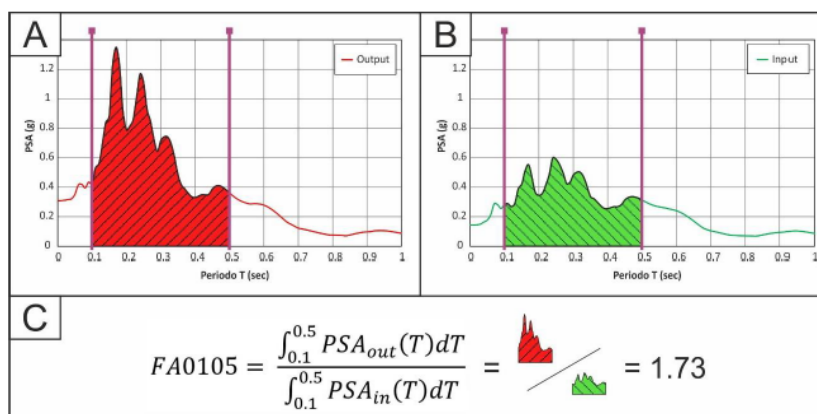 A
Output
PSA (g)
1.2
1
0.8
0.6
0.4
0.2
0
0 0.1 0.2 0.3 0.4 0.5 0.6 0.7 0.8 0.9 1
Periodo T (sec)
B
Input
PSA (g)
1.2
1
0.8
0.6
0.4
0.2
0
0 0.1 0.2 0.3 0.4 0.5 0.6 0.7 0.8 0.9 1
Periodo T (sec)
C
FA0105 = ∫0.1^0.5 PSA_out(T)dT / ∫0.1^0.5 PSA_in(T)dT = / = 1.73